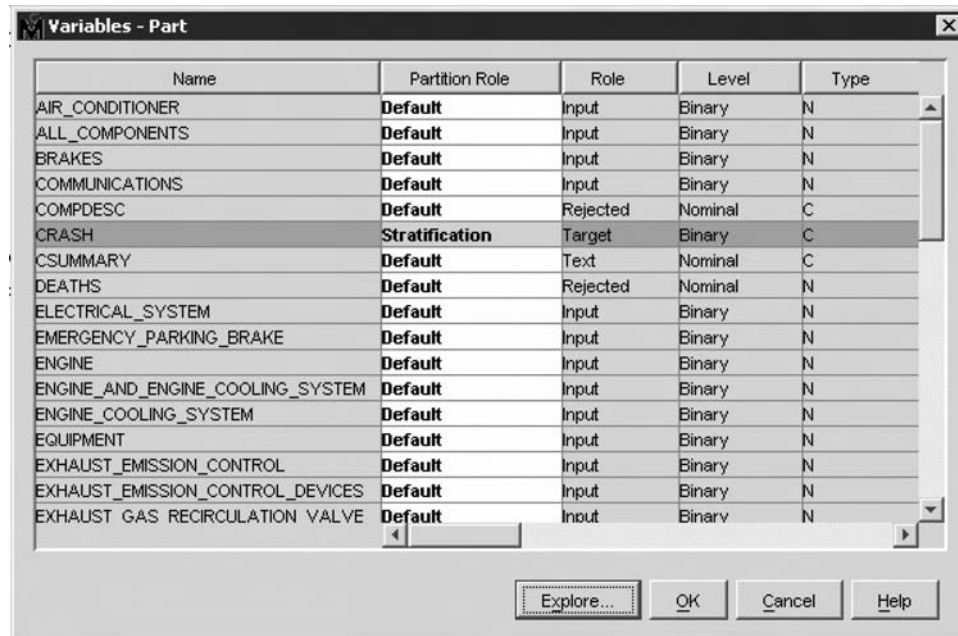 Variables - Part
Name Partition Role Role Level Type
AIR_CONDITIONER Default Input Binary N
ALL_COMPONENTS Default Input Binary N
BRAKES Default Input Binary N
COMMUNICATIONS Default Input Binary N
COMPDESC Default Rejected Nominal C
CRASH Stratification Target Binary C
CSUMMARY Default Text Nominal C
DEATHS Default Rejected Nominal N
ELECTRICAL_SYSTEM Default Input Binary N
EMERGENCY_PARKING_BRAKE Default Input Binary N
ENGINE Default Input Binary N
ENGINE_AND_ENGINE_COOLING_SYSTEM Default Input Binary N
ENGINE_COOLING_SYSTEM Default Input Binary N
EQUIPMENT Default Input Binary N
EXHAUST_EMISSION_CONTROL Default Input Binary N
EXHAUST_EMISSION_CONTROL_DEVICES Default Input Binary N
EXHAUST_GAS_RECIRCULATION_VALVE Default Input Binary N
Explore... OK Cancel Help